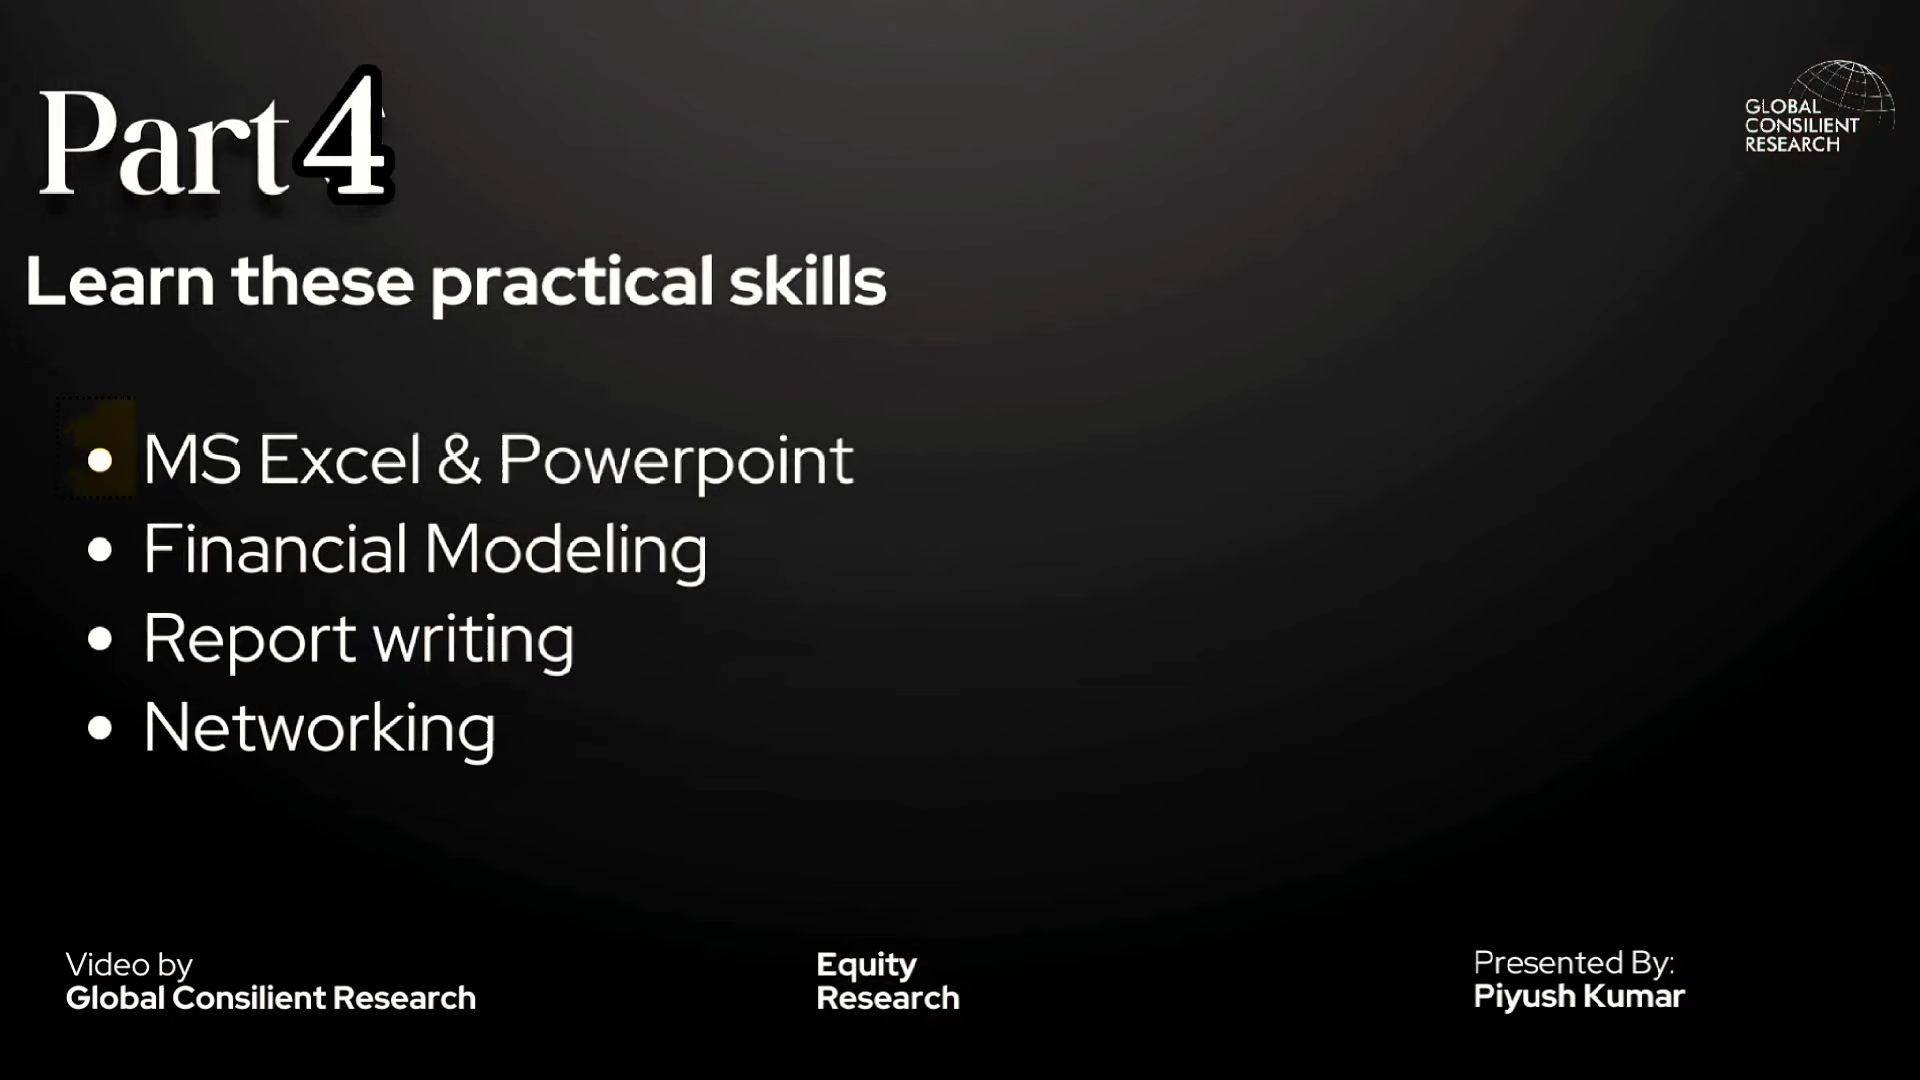 Part 4
GLOBAL
CONSILIENT
RESEARCH
Learn these practical skills
• MS Excel & Powerpoint
• Financial Modeling
• Report writing
• Networking
Video by
Global Consilient Research
Equity
Research
Presented By:
Piyush Kumar